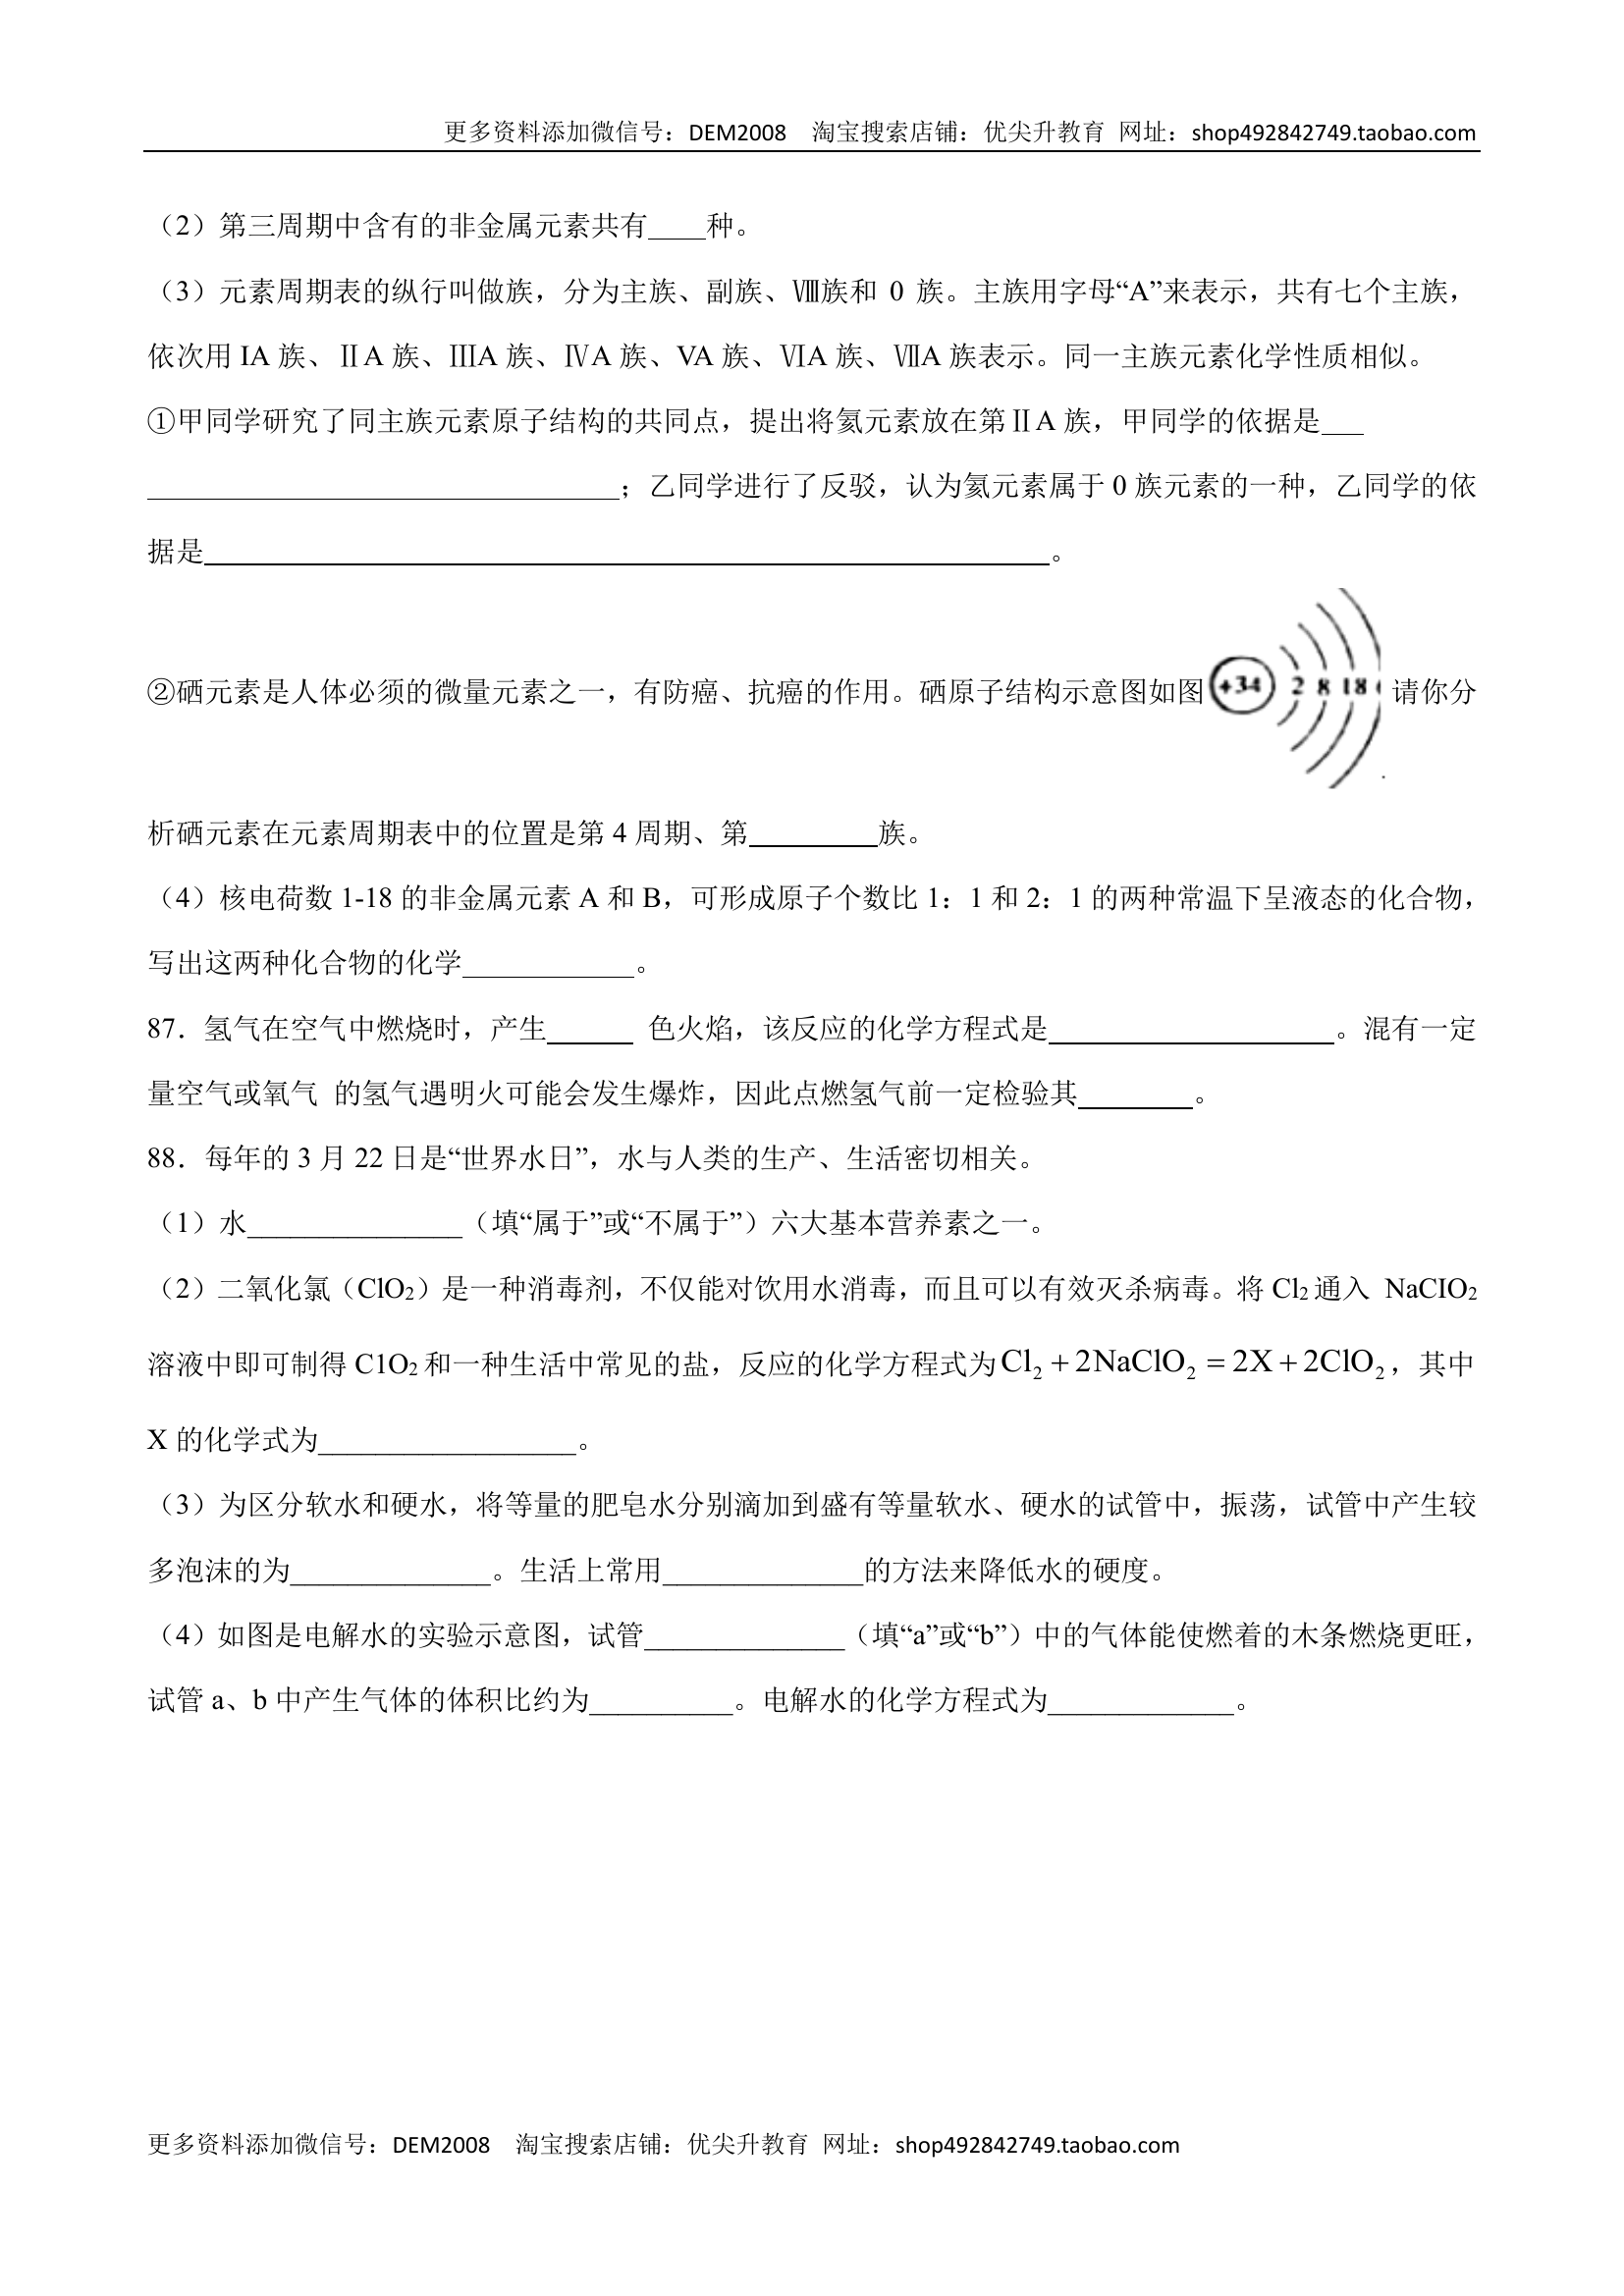 更多资料添加微信号：DEM2008 淘宝搜索店铺：优尖升教育 网址：shop492842749.taobao.com
（2）第三周期中含有的非金属元素共有____种。
（3）元素周期表的纵行叫做族，分为主族、副族、Ⅷ族和 0 族。主族用字母“A”来表示，共有七个主族，
依次用 IA 族、ⅡA 族、ⅢA 族、ⅣA 族、VA 族、ⅥA 族、ⅦA 族表示。同一主族元素化学性质相似。
①甲同学研究了同主族元素原子结构的共同点，提出将氦元素放在第ⅡA 族，甲同学的依据是___
_________________________________；乙同学进行了反驳，认为氦元素属于 0 族元素的一种，乙同学的依
据是___________________________________________________________。
②硒元素是人体必须的微量元素之一，有防癌、抗癌的作用。硒原子结构示意图如图 +34 2 8 18 请你分
析硒元素在元素周期表中的位置是第 4 周期、第_________族。
（4）核电荷数 1-18 的非金属元素 A 和 B，可形成原子个数比 1：1 和 2：1 的两种常温下呈液态的化合物，
写出这两种化合物的化学____________。
87．氢气在空气中燃烧时，产生______ 色火焰，该反应的化学方程式是____________________。混有一定
量空气或氧气 的氢气遇明火可能会发生爆炸，因此点燃氢气前一定检验其________。
88．每年的 3 月 22 日是“世界水日”，水与人类的生产、生活密切相关。
（1）水_______________（填“属于”或“不属于”）六大基本营养素之一。
（2）二氧化氯（ClO₂）是一种消毒剂，不仅能对饮用水消毒，而且可以有效灭杀病毒。将 Cl₂ 通入 NaCIO₂
溶液中即可制得 C1O₂ 和一种生活中常见的盐，反应的化学方程式为 Cl₂ + 2NaClO₂ = 2X + 2ClO₂，其中
X 的化学式为__________________。
（3）为区分软水和硬水，将等量的肥皂水分别滴加到盛有等量软水、硬水的试管中，振荡，试管中产生较
多泡沫的为______________。生活上常用______________的方法来降低水的硬度。
（4）如图是电解水的实验示意图，试管______________（填“a”或“b”）中的气体能使燃着的木条燃烧更旺，
试管 a、b 中产生气体的体积比约为__________。电解水的化学方程式为_____________。
更多资料添加微信号：DEM2008 淘宝搜索店铺：优尖升教育 网址：shop492842749.taobao.com